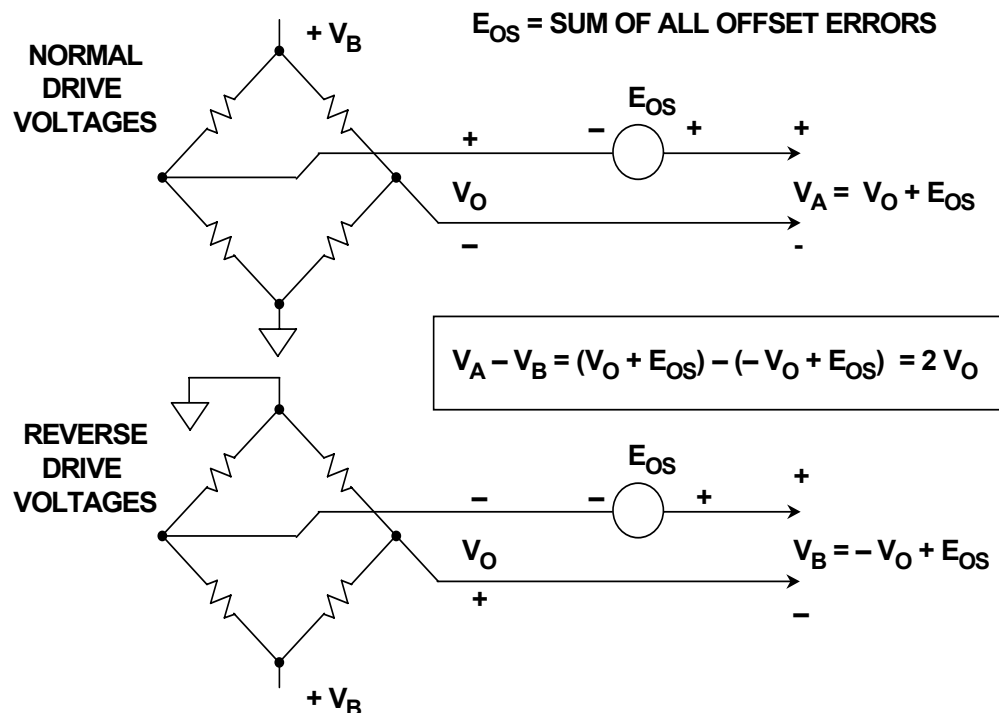 + V_B
E_OS = SUM OF ALL OFFSET ERRORS
NORMAL
DRIVE
VOLTAGES
E_OS
+
–
+
+
V_O
V_A = V_O + E_OS
–
-
V_A – V_B = (V_O + E_OS) – (– V_O + E_OS) = 2 V_O
REVERSE
DRIVE
VOLTAGES
E_OS
–
–
+
+
V_O
V_B = – V_O + E_OS
+
–
+ V_B